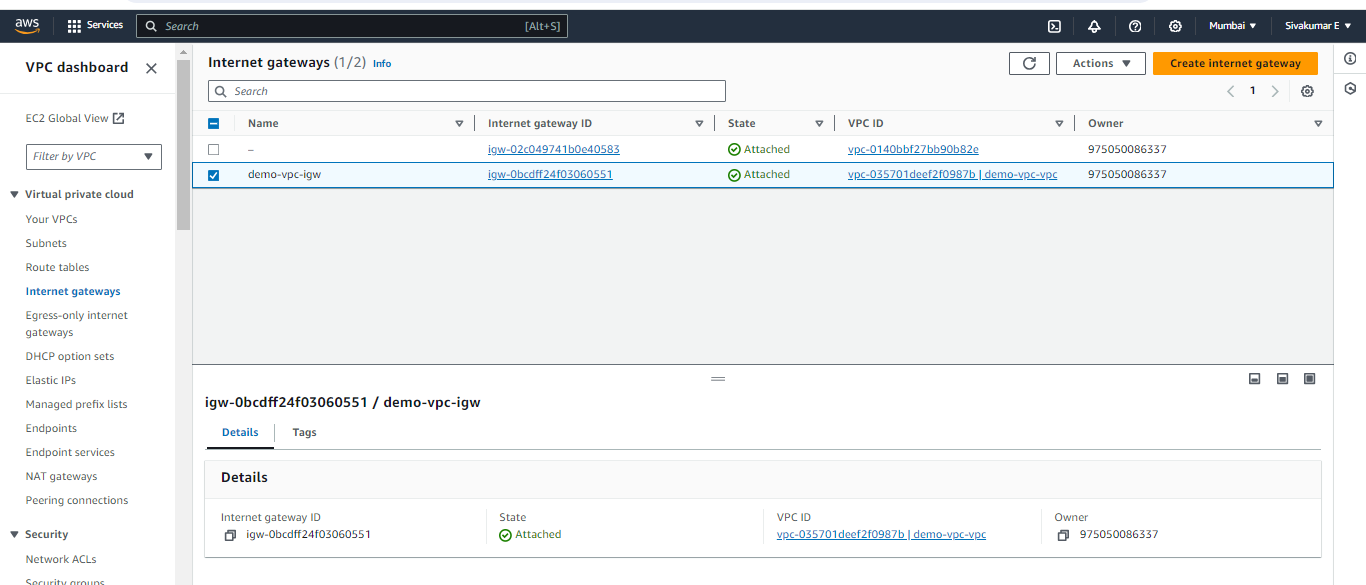 aws Services Search [Alt+S] Mumbai Sivakumar E
VPC dashboard
EC2 Global View
Filter by VPC
Virtual private cloud
Your VPCs
Subnets
Route tables
Internet gateways
Egress-only internet
gateways
DHCP option sets
Elastic IPs
Managed prefix lists
Endpoints
Endpoint services
NAT gateways
Peering connections
Security
Network ACLs
Security groups
Internet gateways (1/2) Info Actions Create internet gateway
Search 1
Name Internet gateway ID State VPC ID Owner
– igw-02c049741b0e40583 Attached vpc-0140bbf27bb90b82e 975050086337
demo-vpc-igw igw-0bcdff24f03060551 Attached vpc-035701deef2f0987b | demo-vpc-vpc 975050086337
igw-0bcdff24f03060551 / demo-vpc-igw
Details Tags
Details
Internet gateway ID State VPC ID Owner
igw-0bcdff24f03060551 Attached vpc-035701deef2f0987b | demo-vpc-vpc 975050086337